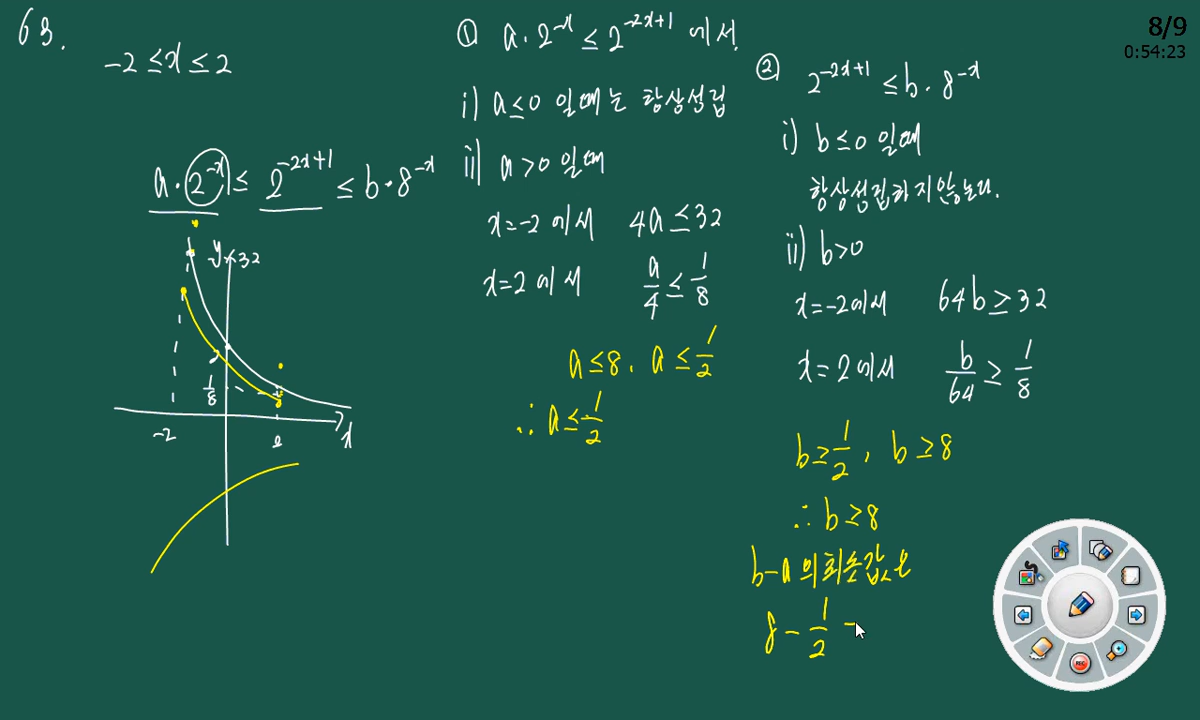 63.
-2 ≤ x ≤ 2
a · 2^{-x} ≤ 2^{-2x+1} ≤ b · 8^{-x}
y
32
2
1/8
-2
2
x
① a · 2^{-x} ≤ 2^{-2x+1} 에서.
i) a ≤ 0 일때는 항상성립
ii) a > 0 일때
x = -2 에서 4a ≤ 32
x = 2 에서 a/4 ≤ 1/8
a ≤ 8, a ≤ 1/2
∴ a ≤ 1/2
② 2^{-2x+1} ≤ b · 8^{-x}
i) b ≤ 0 일때
항상성립하지않는다.
ii) b > 0
x = -2에서 64b ≥ 32
x = 2에서 b/64 ≥ 1/8
b ≥ 1/2, b ≥ 8
∴ b ≥ 8
b-a의 최솟값은
8 - 1/2 -
8/9
0:54:23
REC